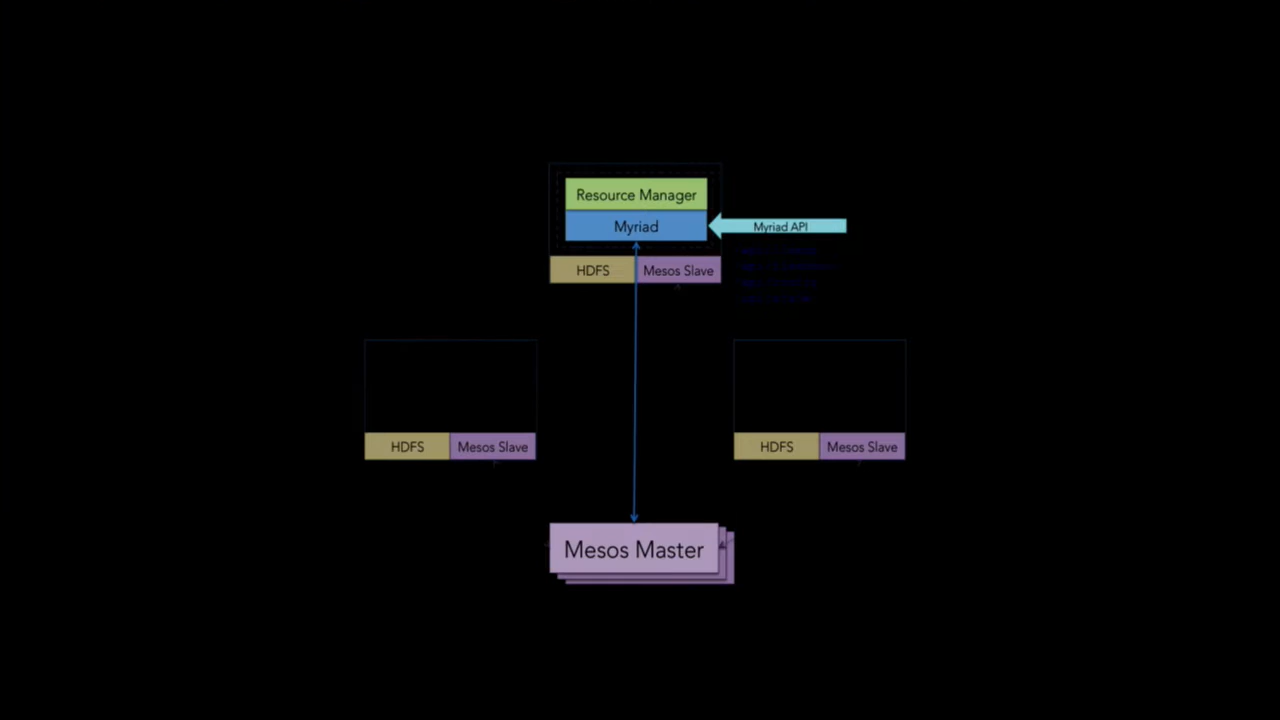 Resource Manager
Myriad
Myriad API
HDFS
Mesos Slave
HDFS
Mesos Slave
HDFS
Mesos Slave
Mesos Master